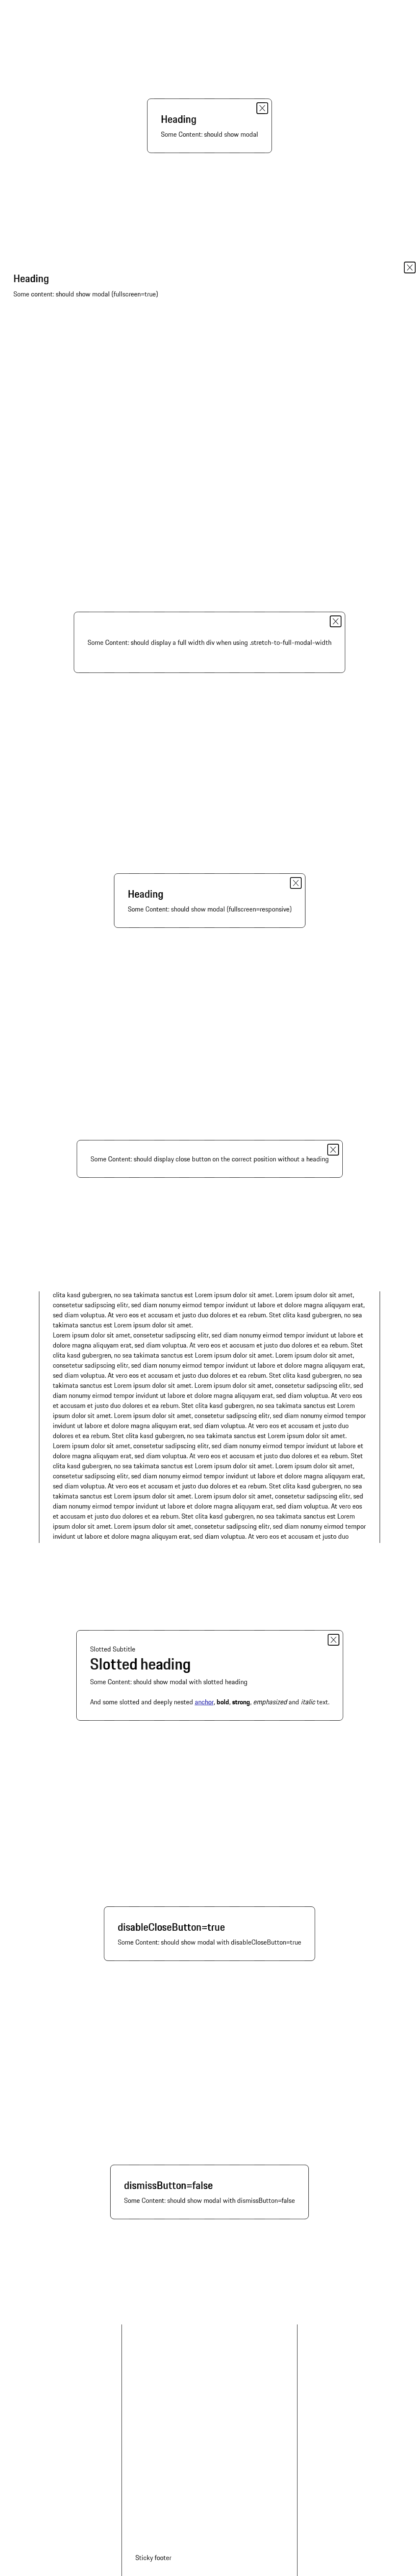 Heading
Some Content: should show modal
Heading
Some content: should show modal (fullscreen=true)
Some Content: should display a full width div when using .stretch-to-full-modal-width
Heading
Some Content: should show modal (fullscreen=responsive)
Some Content: should display close button on the correct position without a heading
clita kasd gubergren, no sea takimata sanctus est Lorem ipsum dolor sit amet. Lorem ipsum dolor sit amet,
consetetur sadipscing elitr, sed diam nonumy eirmod tempor invidunt ut labore et dolore magna aliquyam erat,
sed diam voluptua. At vero eos et accusam et justo duo dolores et ea rebum. Stet clita kasd gubergren, no sea
takimata sanctus est Lorem ipsum dolor sit amet.
Lorem ipsum dolor sit amet, consetetur sadipscing elitr, sed diam nonumy eirmod tempor invidunt ut labore et
dolore magna aliquyam erat, sed diam voluptua. At vero eos et accusam et justo duo dolores et ea rebum. Stet
clita kasd gubergren, no sea takimata sanctus est Lorem ipsum dolor sit amet. Lorem ipsum dolor sit amet,
consetetur sadipscing elitr, sed diam nonumy eirmod tempor invidunt ut labore et dolore magna aliquyam erat,
sed diam voluptua. At vero eos et accusam et justo duo dolores et ea rebum. Stet clita kasd gubergren, no sea
takimata sanctus est Lorem ipsum dolor sit amet. Lorem ipsum dolor sit amet, consetetur sadipscing elitr, sed
diam nonumy eirmod tempor invidunt ut labore et dolore magna aliquyam erat, sed diam voluptua. At vero eos
et accusam et justo duo dolores et ea rebum. Stet clita kasd gubergren, no sea takimata sanctus est Lorem
ipsum dolor sit amet. Lorem ipsum dolor sit amet, consetetur sadipscing elitr, sed diam nonumy eirmod tempor
invidunt ut labore et dolore magna aliquyam erat, sed diam voluptua. At vero eos et accusam et justo duo
dolores et ea rebum. Stet clita kasd gubergren, no sea takimata sanctus est Lorem ipsum dolor sit amet.
Lorem ipsum dolor sit amet, consetetur sadipscing elitr, sed diam nonumy eirmod tempor invidunt ut labore et
dolore magna aliquyam erat, sed diam voluptua. At vero eos et accusam et justo duo dolores et ea rebum. Stet
clita kasd gubergren, no sea takimata sanctus est Lorem ipsum dolor sit amet. Lorem ipsum dolor sit amet,
consetetur sadipscing elitr, sed diam nonumy eirmod tempor invidunt ut labore et dolore magna aliquyam erat,
sed diam voluptua. At vero eos et accusam et justo duo dolores et ea rebum. Stet clita kasd gubergren, no sea
takimata sanctus est Lorem ipsum dolor sit amet. Lorem ipsum dolor sit amet, consetetur sadipscing elitr, sed
diam nonumy eirmod tempor invidunt ut labore et dolore magna aliquyam erat, sed diam voluptua. At vero eos
et accusam et justo duo dolores et ea rebum. Stet clita kasd gubergren, no sea takimata sanctus est Lorem
ipsum dolor sit amet. Lorem ipsum dolor sit amet, consetetur sadipscing elitr, sed diam nonumy eirmod tempor
invidunt ut labore et dolore magna aliquyam erat, sed diam voluptua. At vero eos et accusam et justo duo
Slotted Subtitle
Slotted heading
Some Content: should show modal with slotted heading
And some slotted and deeply nested anchor, bold, strong, emphasized and italic text.
disableCloseButton=true
Some Content: should show modal with disableCloseButton=true
dismissButton=false
Some Content: should show modal with dismissButton=false
Sticky footer